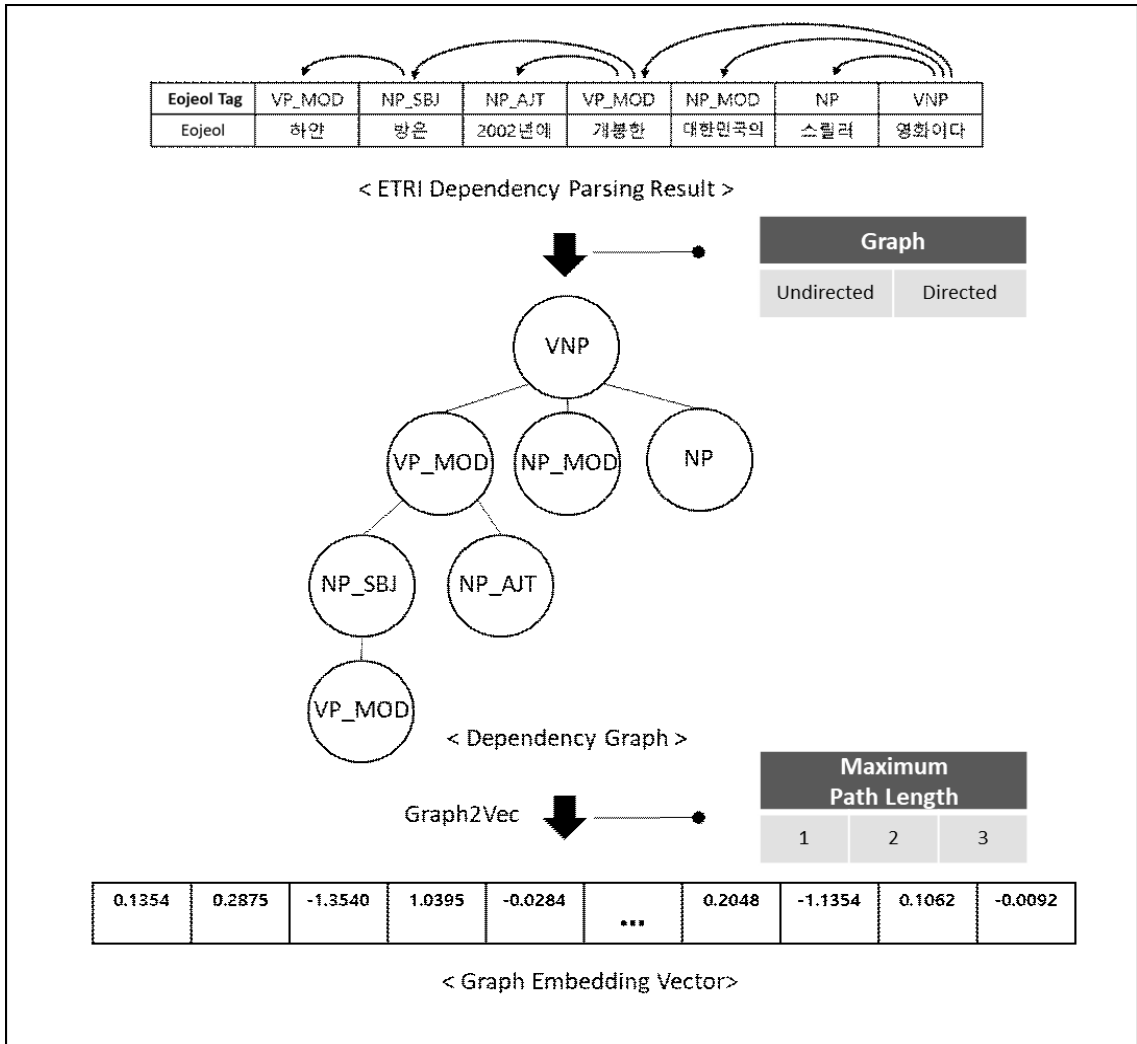 Eojeol Tag VP_MOD NP_SBJ NP_AJT VP_MOD NP_MOD NP VNP
Eojeol 하얀 방은 2002년에 개봉한 대한민국의 스릴러 영화이다
< ETRI Dependency Parsing Result >
Graph
Undirected Directed
VNP
VP_MOD NP_MOD NP
NP_SBJ NP_AJT
VP_MOD
< Dependency Graph >
Maximum
Path Length
Graph2Vec
1 2 3
0.1354 0.2875 -1.3540 1.0395 -0.0284 ... 0.2048 -1.1354 0.1062 -0.0092
< Graph Embedding Vector>